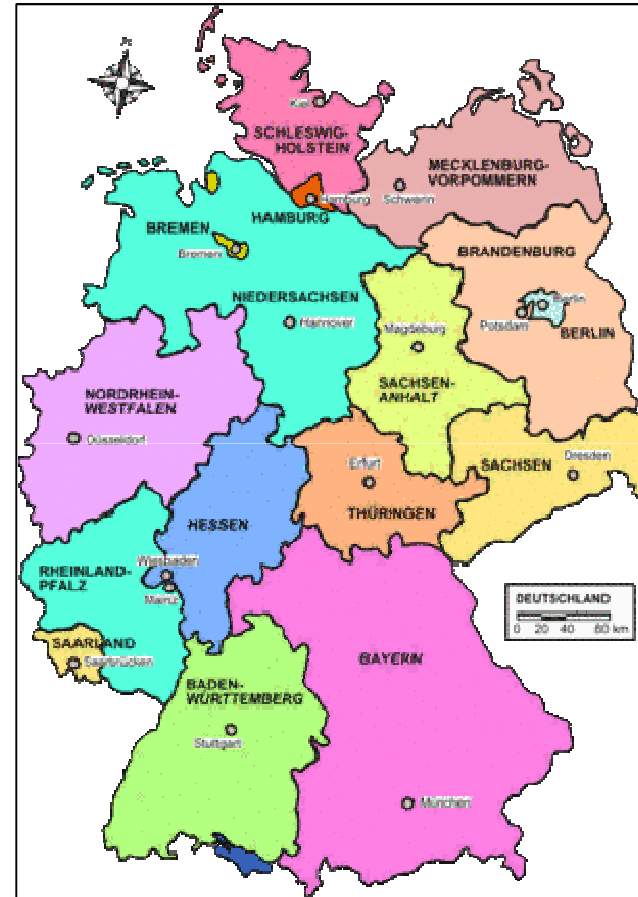 Kiel
SCHLESWIG-
HOLSTEIN
MECKLENBURG-
VORPOMMERN
Schwerin
Hamburg
HAMBURG
BREMEN
Bremen
BRANDENBURG
NIEDERSACHSEN
Hannover
Berlin
Potsdam
BERLIN
Magdeburg
SACHSEN-
ANHALT
NORDRHEIN-
WESTFALEN
Düsseldorf
Erfurt
SACHSEN
Dresden
THÜRINGEN
HESSEN
Wiesbaden
RHEINLAND-
PFALZ
Mainz
DEUTSCHLAND
0 20 40 60 km
SAARLAND
Saarbrücken
BAYERIN
BADEN-
WÜRTTEMBERG
Stuttgart
München